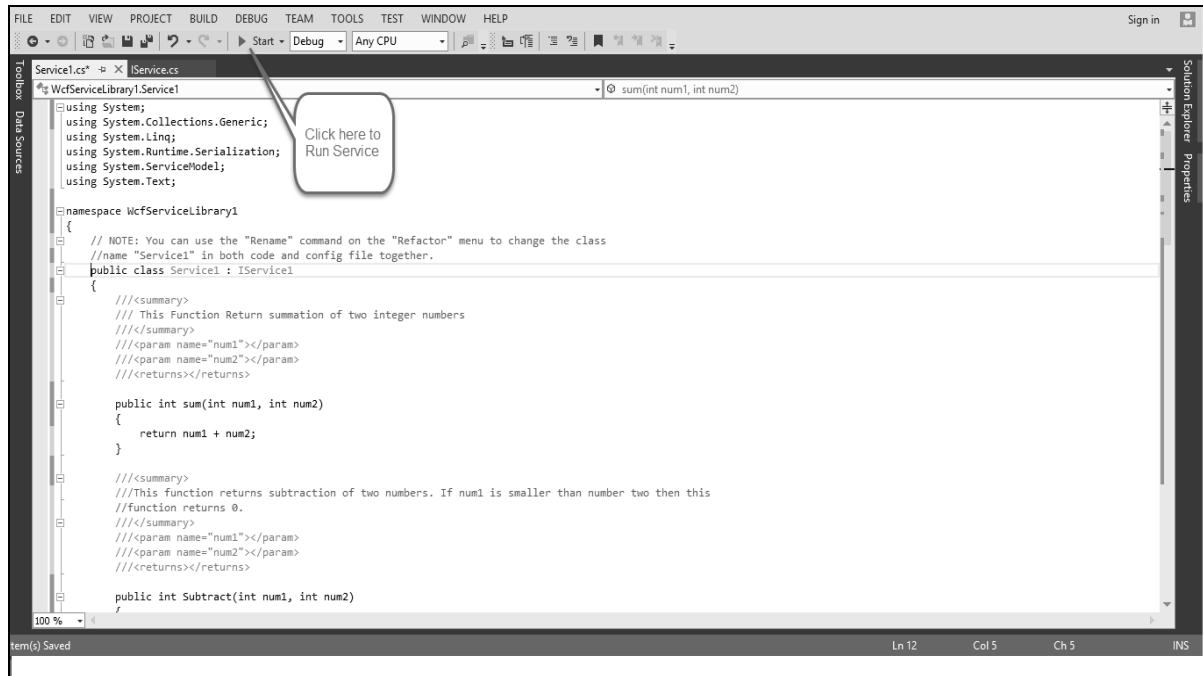 FILE EDIT VIEW PROJECT BUILD DEBUG TEAM TOOLS TEST WINDOW HELP Sign in
Start Debug Any CPU
Toolbox
Data Sources
Service1.cs* IService.cs
WcfServiceLibrary1.Service1 sum(int num1, int num2)
Solution Explorer
Properties
Click here to
Run Service
using System;
using System.Collections.Generic;
using System.Linq;
using System.Runtime.Serialization;
using System.ServiceModel;
using System.Text;
namespace WcfServiceLibrary1
{
// NOTE: You can use the "Rename" command on the "Refactor" menu to change the class
//name "Service1" in both code and config file together.
public class Service1 : IService1
{
///<summary>
/// This Function Return summation of two integer numbers
///</summary>
///<param name="num1"></param>
///<param name="num2"></param>
///<returns></returns>
public int sum(int num1, int num2)
{
return num1 + num2;
}
///<summary>
///This function returns subtraction of two numbers. If num1 is smaller than number two then this
//function returns 0.
///</summary>
///<param name="num1"></param>
///<param name="num2"></param>
///<returns></returns>
public int Subtract(int num1, int num2)
{
100 %
tem(s) Saved Ln 12 Col 5 Ch 5 INS